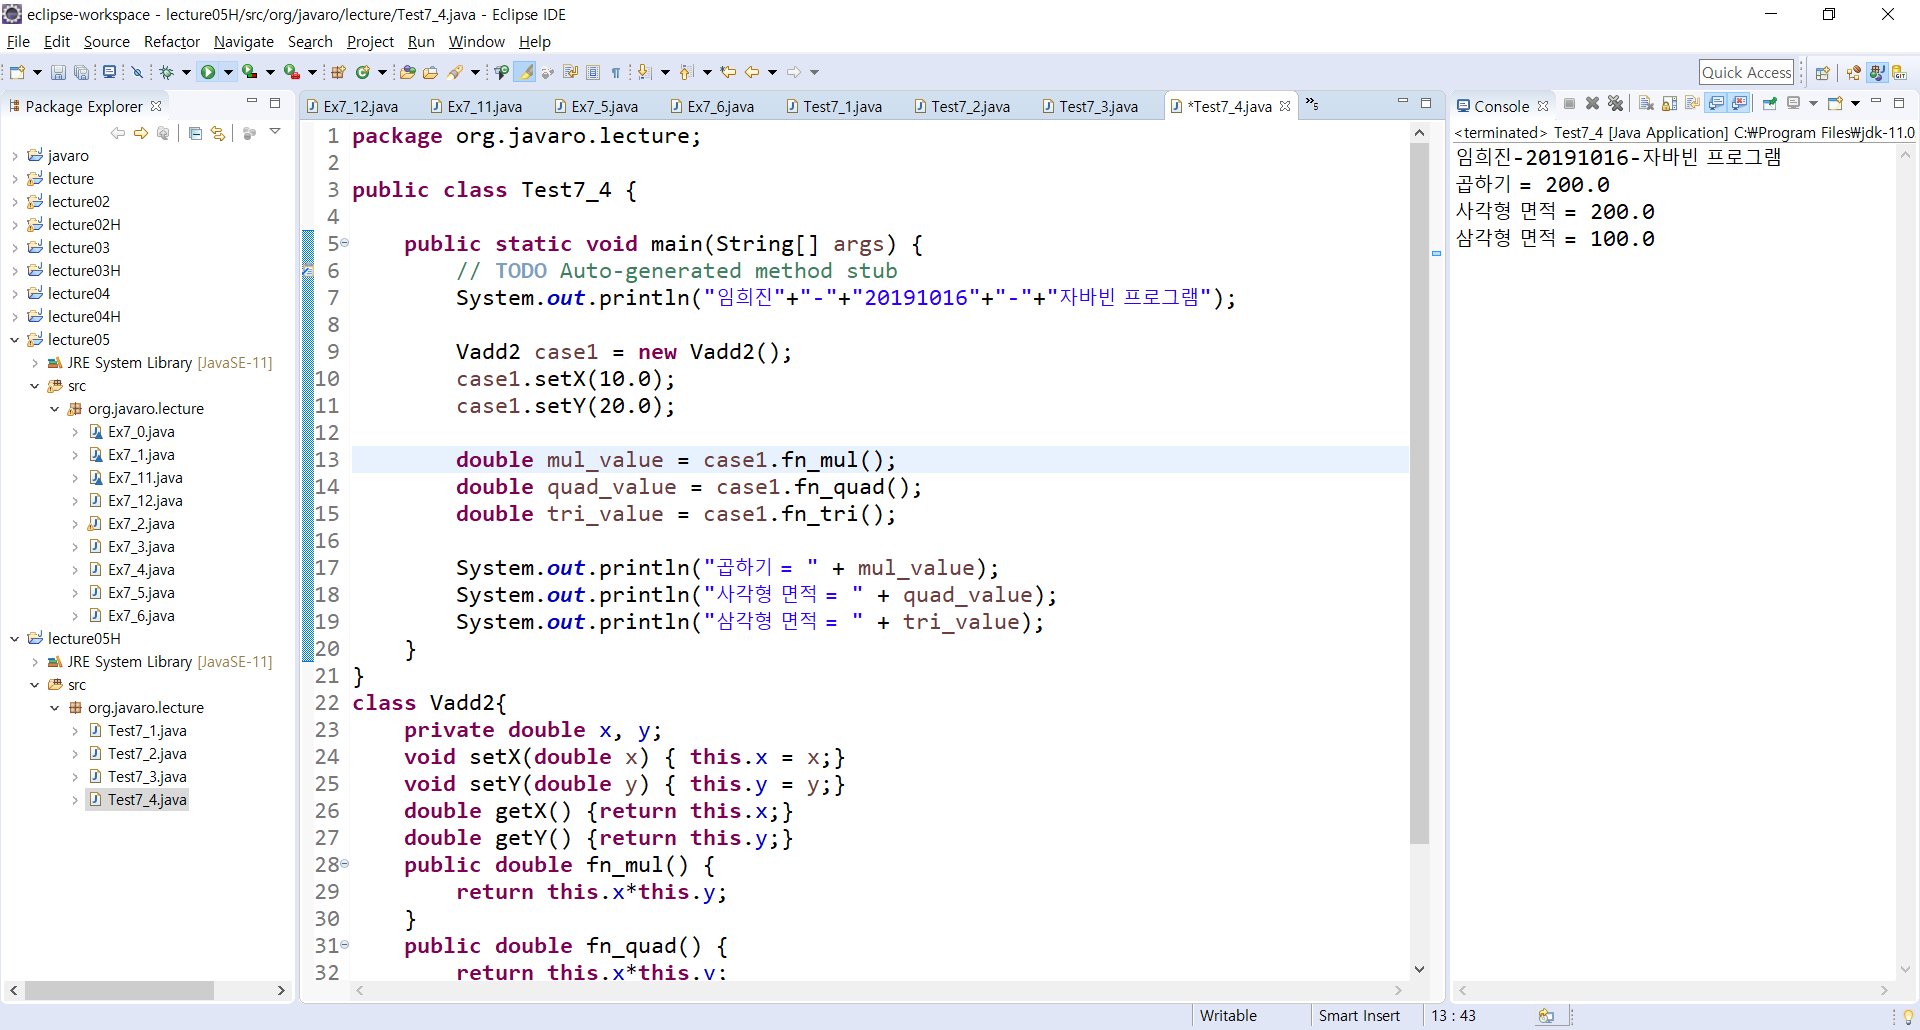 eclipse-workspace - lecture05H/src/org/javaro/lecture/Test7_4.java - Eclipse IDE
File Edit Source Refactor Navigate Search Project Run Window Help
Quick Access
Package Explorer
javaro
lecture
lecture02
lecture02H
lecture03
lecture03H
lecture04
lecture04H
lecture05
JRE System Library [JavaSE-11]
src
org.javaro.lecture
Ex7_0.java
Ex7_1.java
Ex7_11.java
Ex7_12.java
Ex7_2.java
Ex7_3.java
Ex7_4.java
Ex7_5.java
Ex7_6.java
lecture05H
JRE System Library [JavaSE-11]
src
org.javaro.lecture
Test7_1.java
Test7_2.java
Test7_3.java
Test7_4.java
Ex7_12.java Ex7_11.java Ex7_5.java Ex7_6.java Test7_1.java Test7_2.java Test7_3.java *Test7_4.java »5
1 package org.javaro.lecture;
2
3 public class Test7_4 {
4
5 public static void main(String[] args) {
6 // TODO Auto-generated method stub
7 System.out.println("임희진"+"-"+"20191016"+"-"+"자바빈 프로그램");
8
9 Vadd2 case1 = new Vadd2();
10 case1.setX(10.0);
11 case1.setY(20.0);
12
13 double mul_value = case1.fn_mul();
14 double quad_value = case1.fn_quad();
15 double tri_value = case1.fn_tri();
16
17 System.out.println("곱하기 = " + mul_value);
18 System.out.println("사각형 면적 = " + quad_value);
19 System.out.println("삼각형 면적 = " + tri_value);
20 }
21 }
22 class Vadd2{
23 private double x, y;
24 void setX(double x) { this.x = x;}
25 void setY(double y) { this.y = y;}
26 double getX() {return this.x;}
27 double getY() {return this.y;}
28 public double fn_mul() {
29 return this.x*this.y;
30 }
31 public double fn_quad() {
32 return this.x*this.y;
Console
<terminated> Test7_4 [Java Application] C:₩Program Files₩jdk-11.0
임희진-20191016-자바빈 프로그램
곱하기 = 200.0
사각형 면적 = 200.0
삼각형 면적 = 100.0
Writable Smart Insert 13 : 43